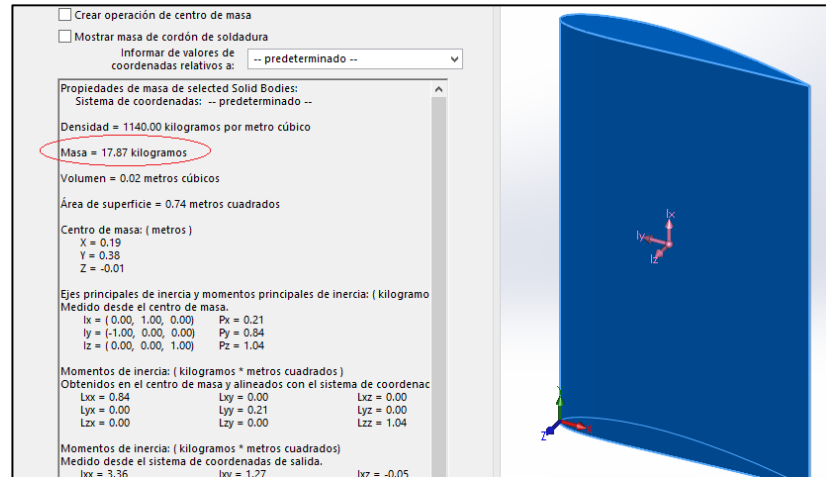 Crear operación de centro de masa
Mostrar masa de cordón de soldadura
Informar de valores de
coordenadas relativos a:
-- predeterminado --
Propiedades de masa de selected Solid Bodies:
Sistema de coordenadas: -- predeterminado --
Densidad = 1140.00 kilogramos por metro cúbico
Masa = 17.87 kilogramos
Volumen = 0.02 metros cúbicos
Área de superficie = 0.74 metros cuadrados
Centro de masa: ( metros )
X = 0.19
Y = 0.38
Z = -0.01
Ejes principales de inercia y momentos principales de inercia: ( kilogramo
Medido desde el centro de masa.
Ix = ( 0.00, 1.00, 0.00) Px = 0.21
Iy = (-1.00, 0.00, 0.00) Py = 0.84
Iz = ( 0.00, 0.00, 1.00) Pz = 1.04
Momentos de inercia: ( kilogramos * metros cuadrados )
Obtenidos en el centro de masa y alineados con el sistema de coordenac
Lxx = 0.84 Lxy = 0.00 Lxz = 0.00
Lyx = 0.00 Lyy = 0.21 Lyz = 0.00
Lzx = 0.00 Lzy = 0.00 Lzz = 1.04
Momentos de inercia: ( kilogramos * metros cuadrados)
Medido desde el sistema de coordenadas de salida.
Ixx = 3.36 Ixy = 1.27 Ixz = -0.05
Ix
Iy
Iz
Z